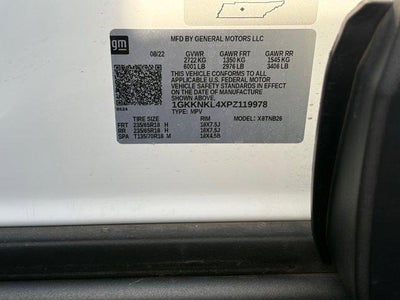 gm
MFD BY GENERAL MOTORS LLC
08/22 GVWR GAWR FRT GAWR RR
2722 KG 1350 KG 1545 KG
6001 LB 2976 LB 3406 LB
THIS VEHICLE CONFORMS TO ALL
APPLICABLE U.S. FEDERAL MOTOR
VEHICLE SAFETY STANDARDS IN EFFECT
ON THE DATE OF MANUFACTURE
SHOWN ABOVE.
1GKKNKL4XPZ119978
TYPE: MPV
TIRE SIZE RIM MODEL: XBTNB26
FRT 235/65R18 H 18X7.5J
RR 235/65R18 H 18X7.5J
SPA T135/70R18 M 18X4.5B